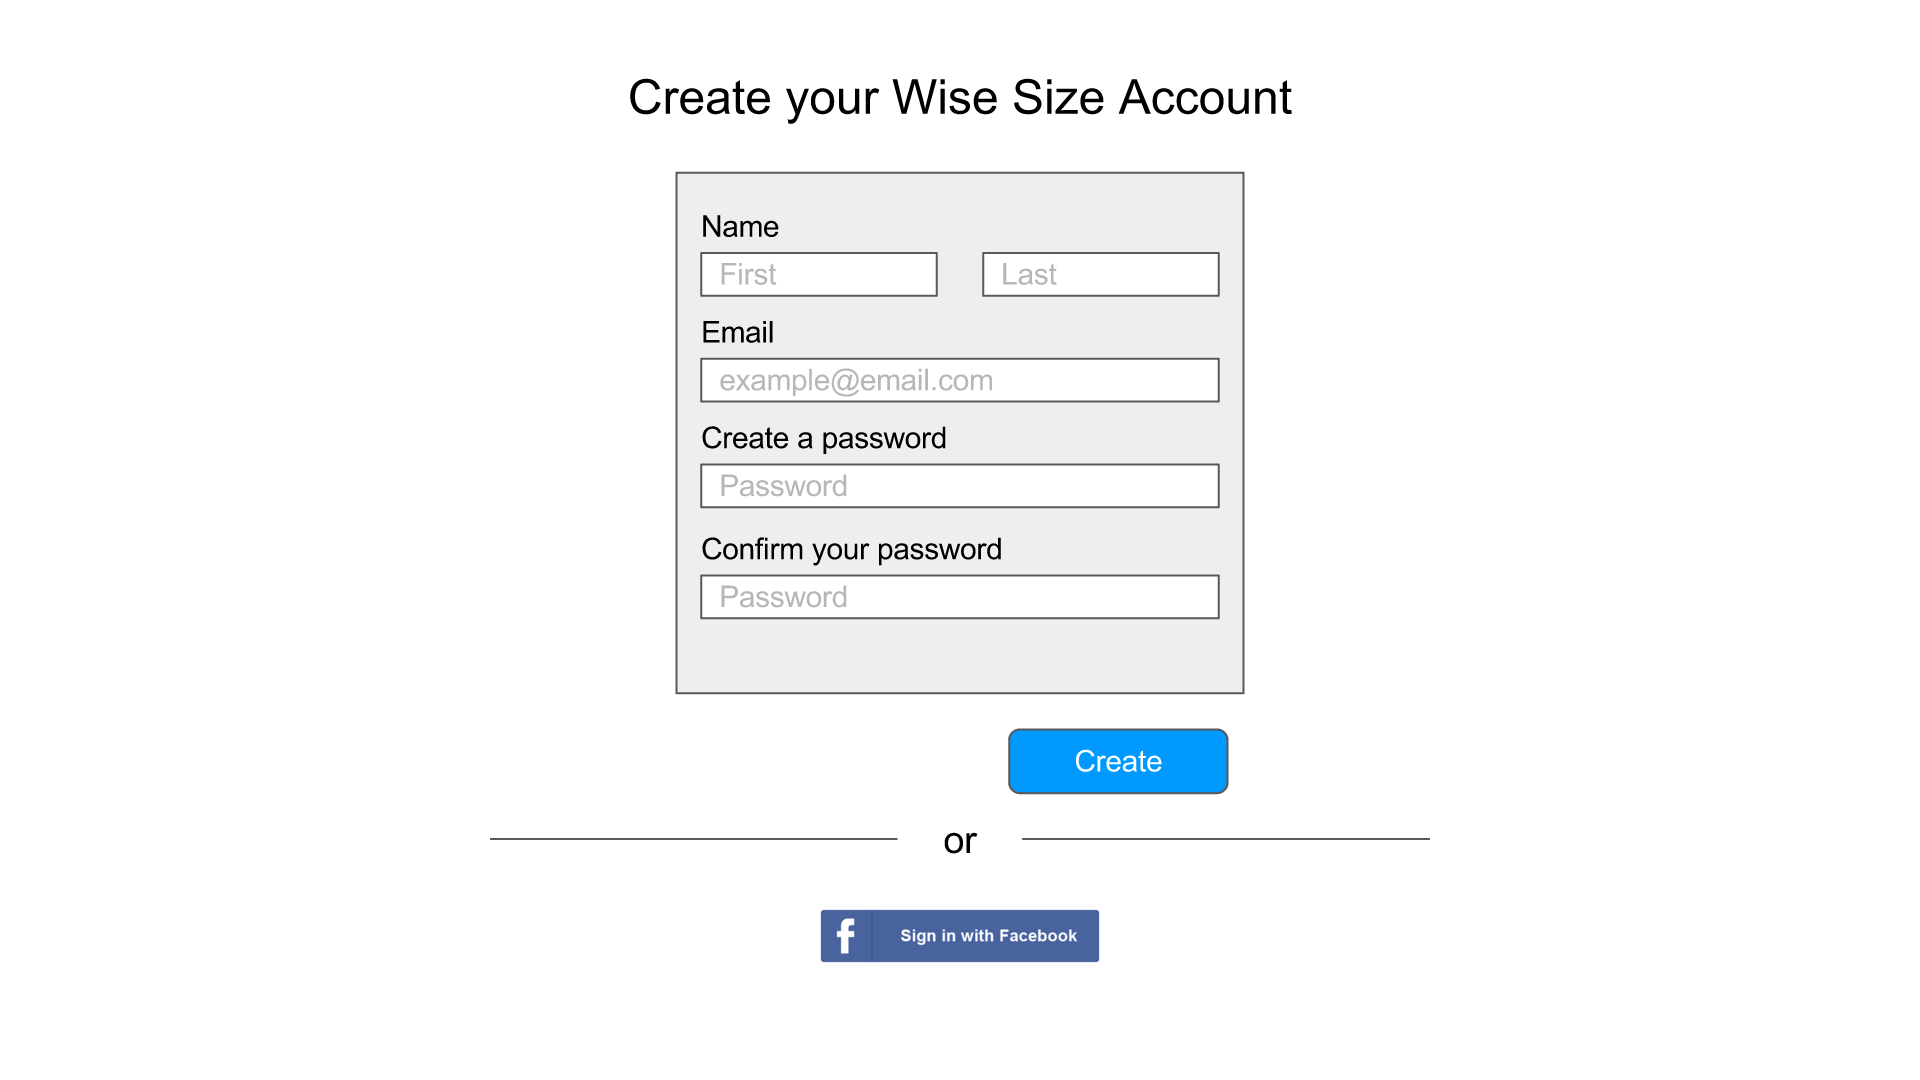 Create your Wise Size Account
Name
First Last
Email
example@email.com
Create a password
Password
Confirm your password
Password
Create
or
f Sign in with Facebook